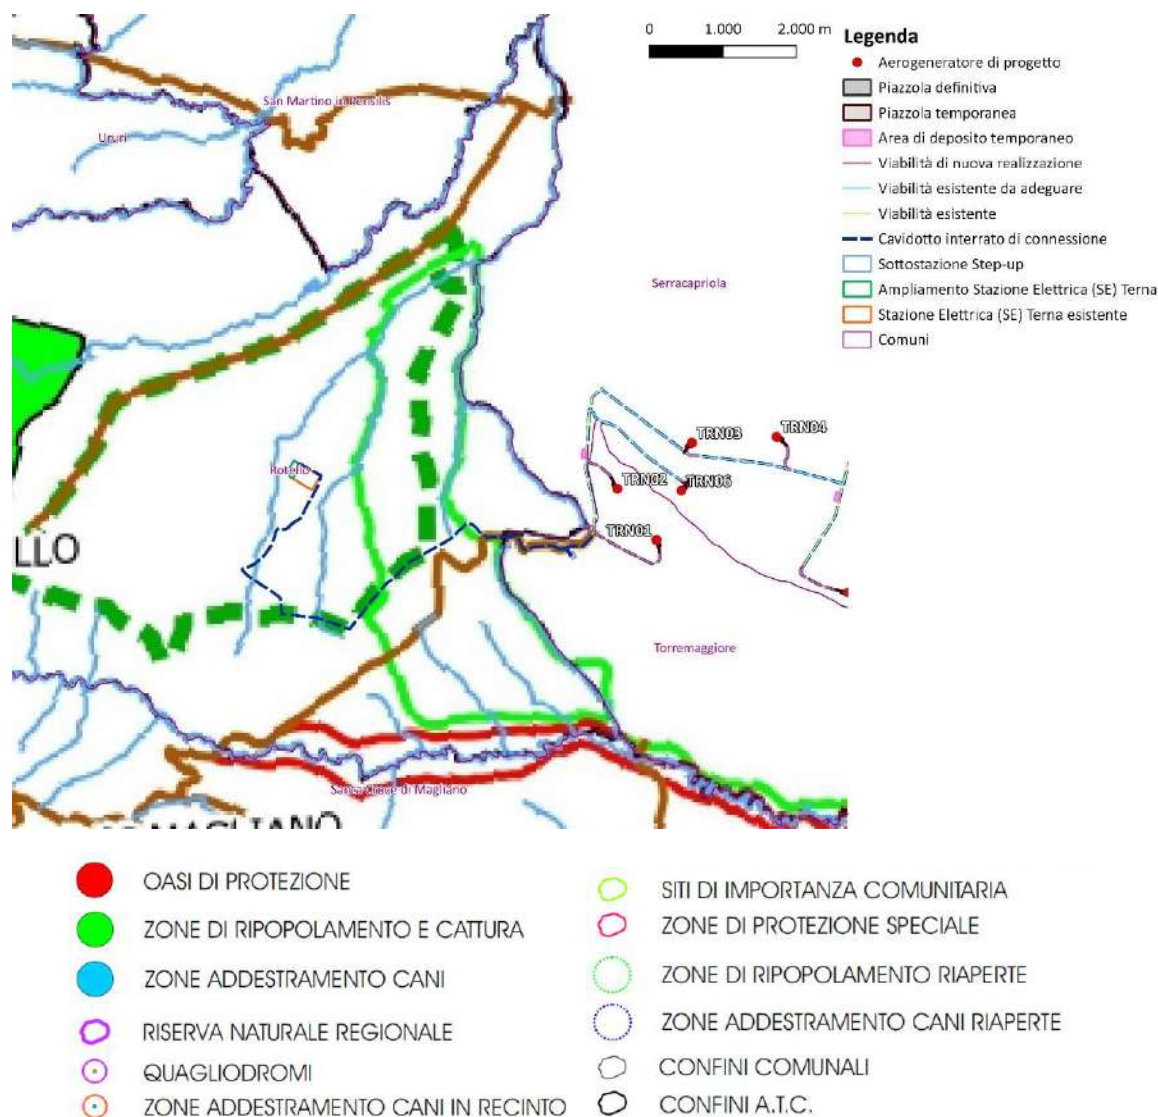 0 1.000 2.000 m
Legenda
Aerogeneratore di progetto
Piazzola definitiva
Piazzola temporanea
Area di deposito temporaneo
Viabilità di nuova realizzazione
Viabilità esistente da adeguare
Viabilità esistente
Cavidotto interrato di connessione
Sottostazione Step-up
Ampliamento Stazione Elettrica (SE) Terna
Stazione Elettrica (SE) Terna esistente
Comuni
San Martino in Pensilis
Ururi
Serracapriola
TRN03
TRN04
Rotello
TRN02
TRN06
TRN01
LLO
Torremaggiore
Santa Croce di Magliano
MAGLIANO
OASI DI PROTEZIONE
ZONE DI RIPOPOLAMENTO E CATTURA
ZONE ADDESTRAMENTO CANI
RISERVA NATURALE REGIONALE
QUAGLIODROMI
ZONE ADDESTRAMENTO CANI IN RECINTO
SITI DI IMPORTANZA COMUNITARIA
ZONE DI PROTEZIONE SPECIALE
ZONE DI RIPOPOLAMENTO RIAPERTE
ZONE ADDESTRAMENTO CANI RIAPERTE
CONFINI COMUNALI
CONFINI A.T.C.